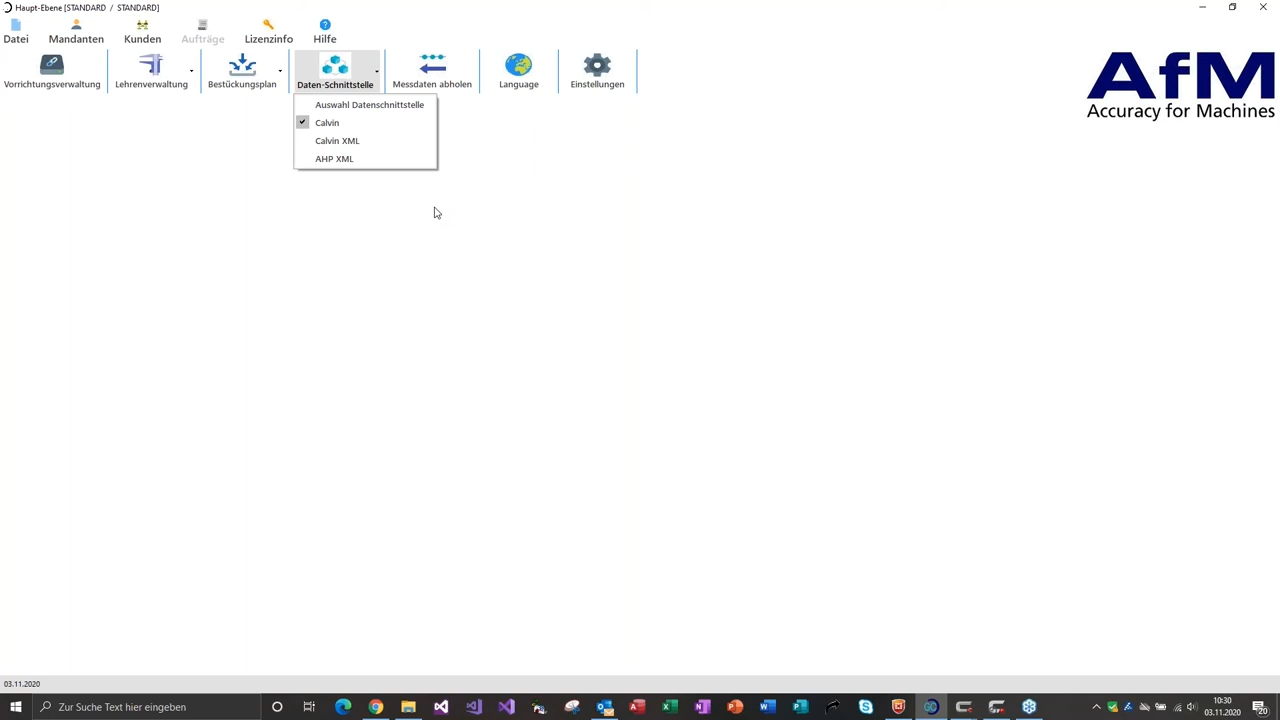 Haupt-Ebene [STANDARD / STANDARD]
Datei Mandanten Kunden Aufträge Lizenzinfo Hilfe
Vorrichtungsverwaltung Lehrenverwaltung Bestückungsplan Daten-Schnittstelle Messdaten abholen Language Einstellungen
AfM
Accuracy for Machines
Auswahl Datenschnittstelle
Calvin
Calvin XML
AHP XML
03.11.2020
Zur Suche Text hier eingeben
10:30
03.11.2020